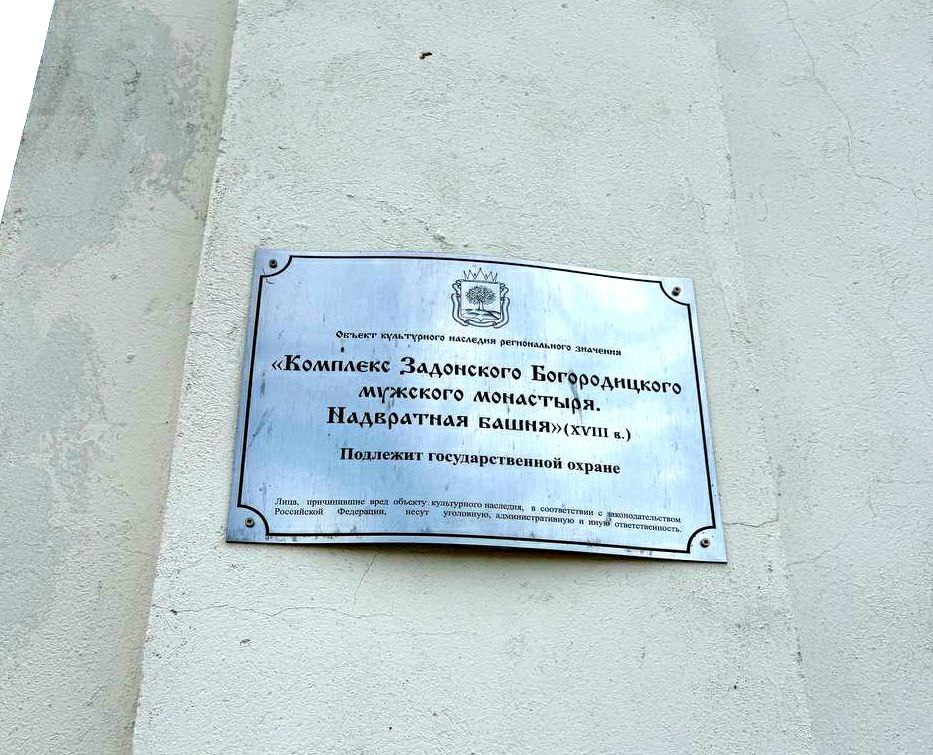 Объект культурного наследия регионального значения
«Комплекс Задонского Богородицкого
мужского монастыря.
Надвратная башня» (XVIII в.)
Подлежит государственной охране
Лица, причинившие вред объекту культурного наследия, в соответствии с законодательством
Российской Федерации, несут уголовную, административную и иную ответственность.